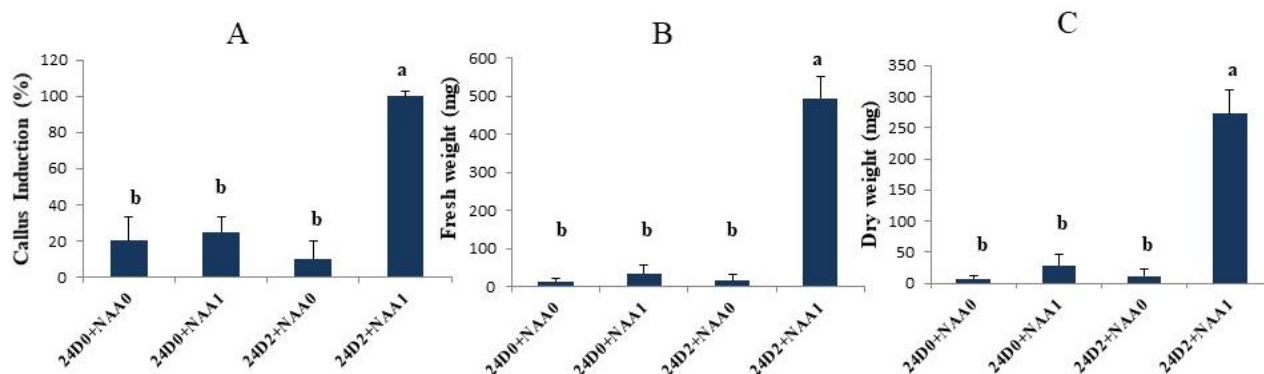 A
Callus Induction (%)
120
100
80
60
40
20
0
b
b
b
a
24D0+NAA0
24D0+NAA1
24D2+NAA0
24D2+NAA1
B
Fresh weight (mg)
600
500
400
300
200
100
0
b
b
b
a
24D0+NAA0
24D0+NAA1
24D2+NAA0
24D2+NAA1
C
Dry weight (mg)
350
300
250
200
150
100
50
0
b
b
b
a
24D0+NAA0
24D0+NAA1
24D2+NAA0
24D2+NAA1